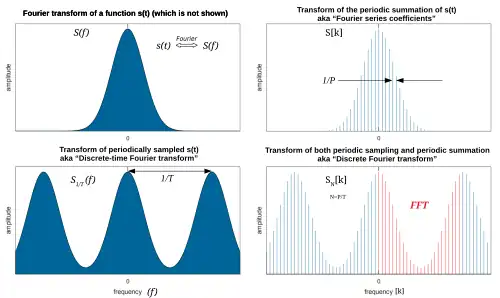 Fourier transform of a function s(t) (which is not shown)
S(f)
Fourier
s(t) ⟺ S(f)
amplitude
0
Transform of the periodic summation of s(t)
aka "Fourier series coefficients"
S[k]
1/P
amplitude
0
Transform of periodically sampled s(t)
aka "Discrete-time Fourier transform"
S1/T(f)
1/T
amplitude
0
frequency (f)
Transform of both periodic sampling and periodic summation
aka "Discrete Fourier transform"
SN[k]
N=P/T
FFT
amplitude
0
frequency [k]